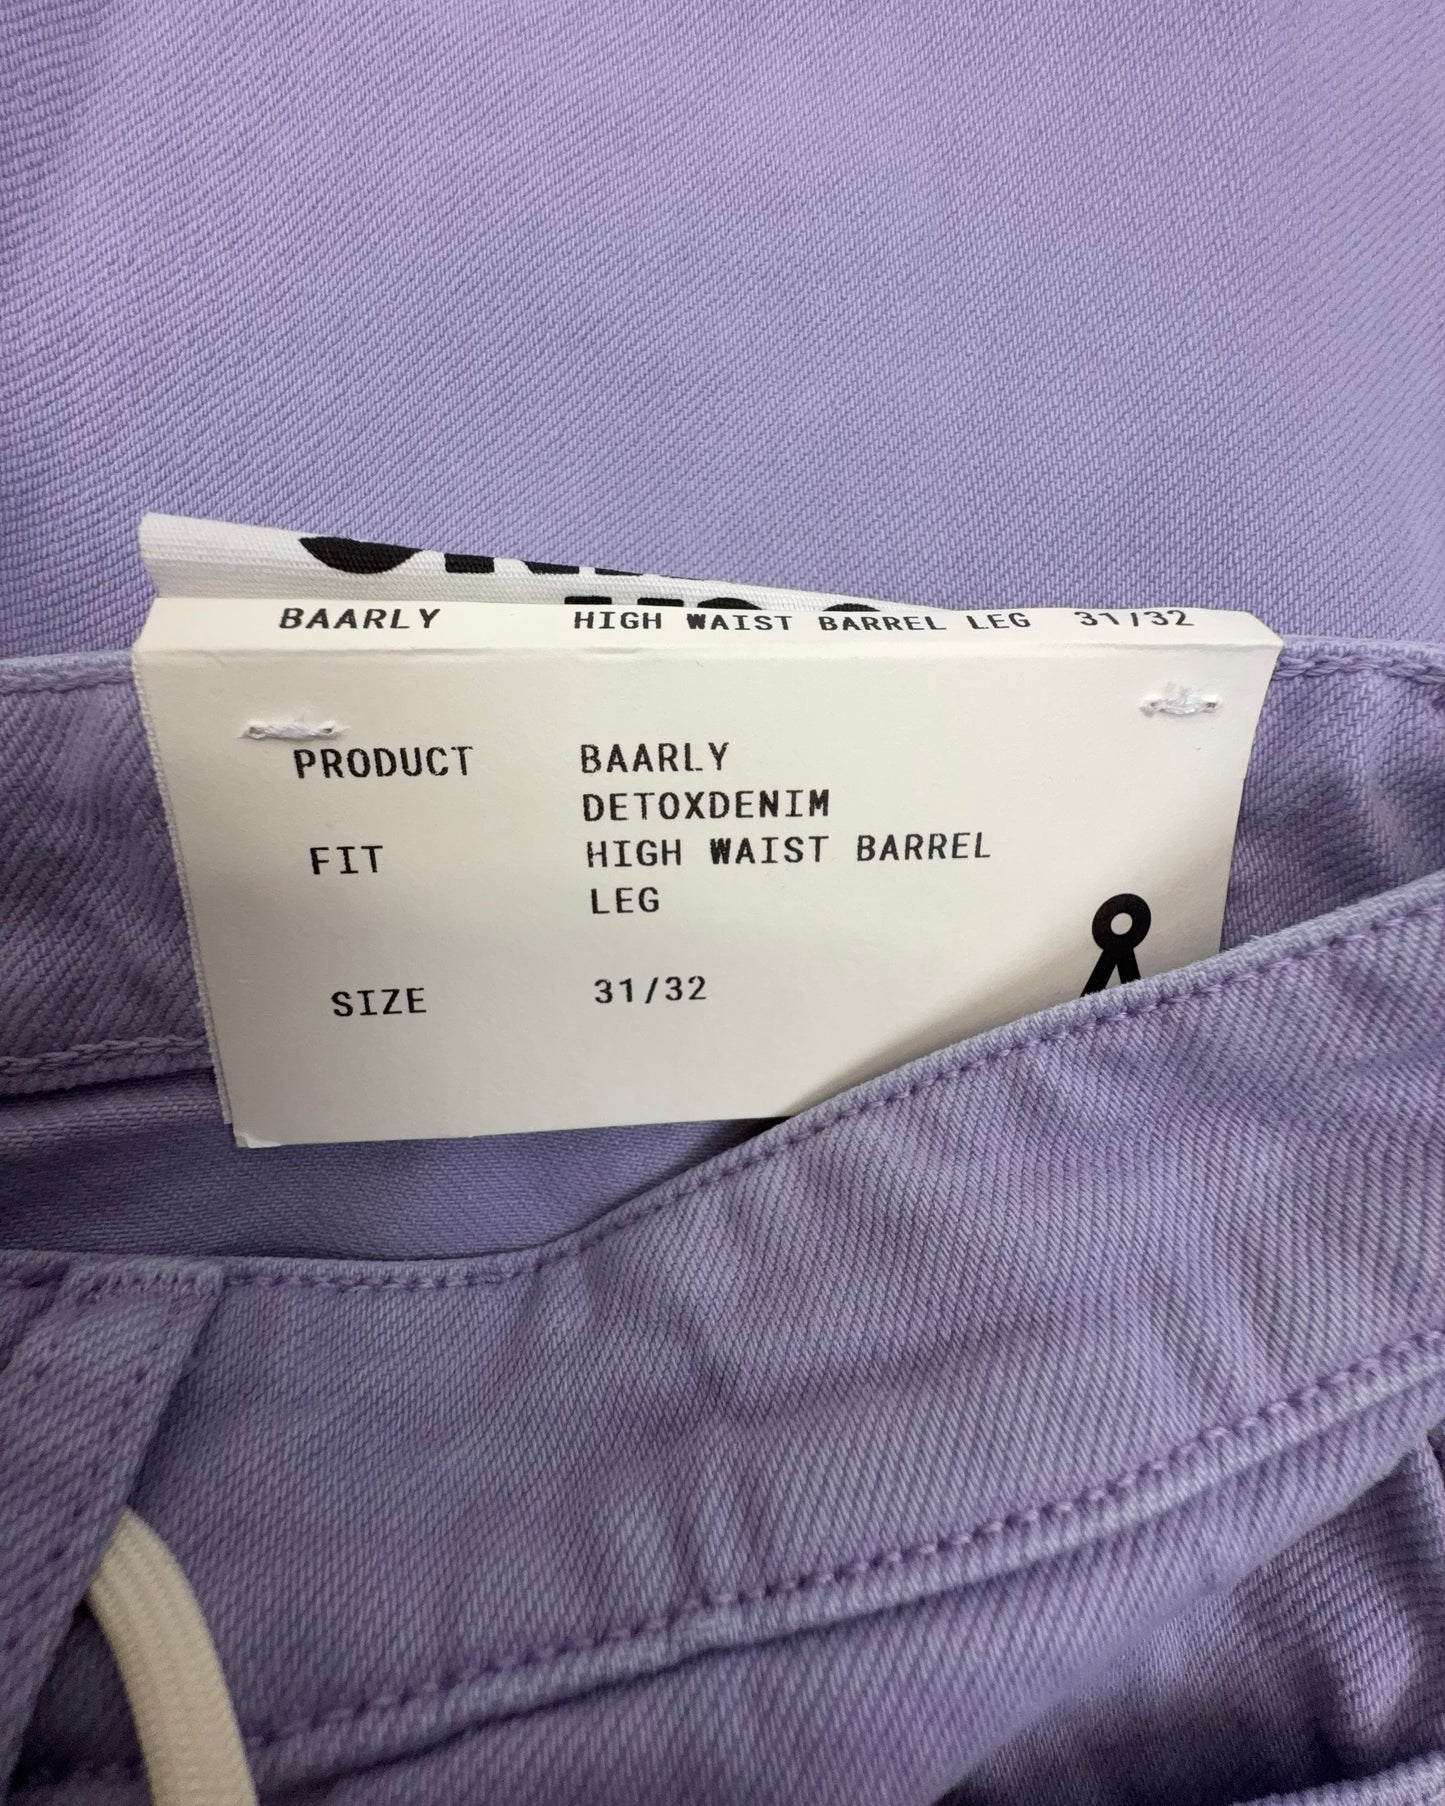 BAARLY HIGH WAIST BARREL LEG 31/32
PRODUCT BAARLY
DETOXDENIM
FIT HIGH WAIST BARREL
LEG
SIZE 31/32